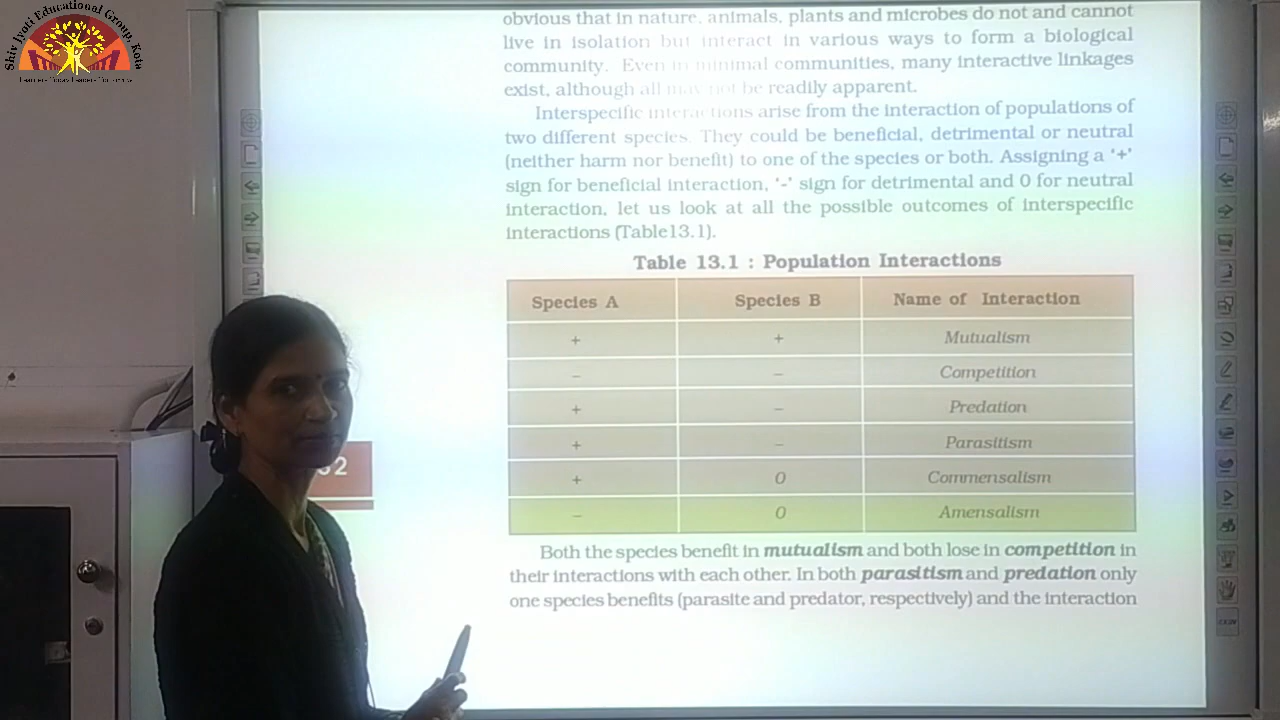 Shiv Jyoti Educational Group, Kota
obvious that in nature, animals, plants and microbes do not and cannot
live in isolation but interact in various ways to form a biological
community. Even in minimal communities, many interactive linkages
exist, although all may not be readily apparent.
Interspecific interactions arise from the interaction of populations of
two different species. They could be beneficial, detrimental or neutral
(neither harm nor benefit) to one of the species or both. Assigning a '+'
sign for beneficial interaction, '-' sign for detrimental and 0 for neutral
interaction, let us look at all the possible outcomes of interspecific
interactions (Table13.1).
Table 13.1 : Population Interactions
Species A Species B Name of Interaction
+ + Mutualism
– – Competition
+ – Predation
+ – Parasitism
+ 0 Commensalism
– 0 Amensalism
Both the species benefit in mutualism and both lose in competition in
their interactions with each other. In both parasitism and predation only
one species benefits (parasite and predator, respectively) and the interaction